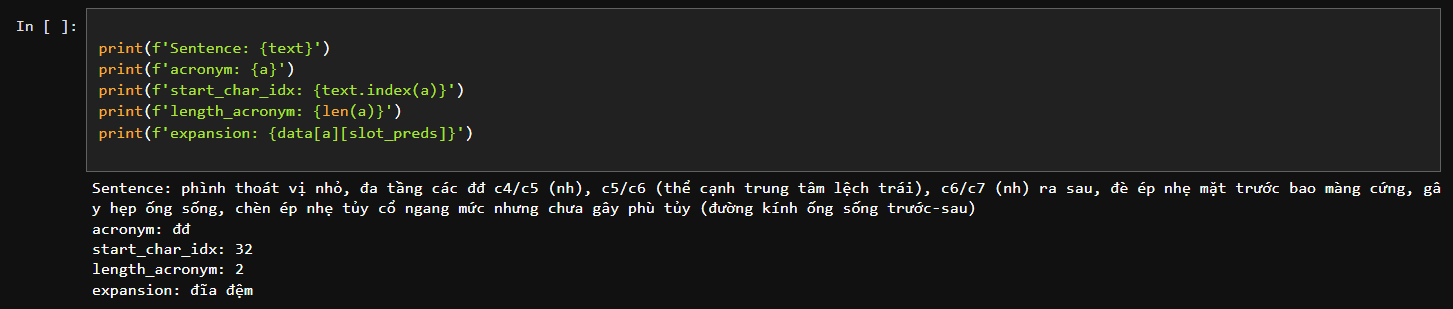 In [ ]:
print(f'Sentence: {text}')
print(f'acronym: {a}')
print(f'start_char_idx: {text.index(a)}')
print(f'length_acronym: {len(a)}')
print(f'expansion: {data[a][slot_preds]}')
Sentence: phình thoát vị nhỏ, đa tầng các đđ c4/c5 (nh), c5/c6 (thể cạnh trung tâm lệch trái), c6/c7 (nh) ra sau, đè ép nhẹ mặt trước bao màng cứng, gâ
y hẹp ống sống, chèn ép nhẹ tủy cổ ngang mức nhưng chưa gây phù tủy (đường kính ống sống trước-sau)
acronym: đđ
start_char_idx: 32
length_acronym: 2
expansion: đĩa đệm